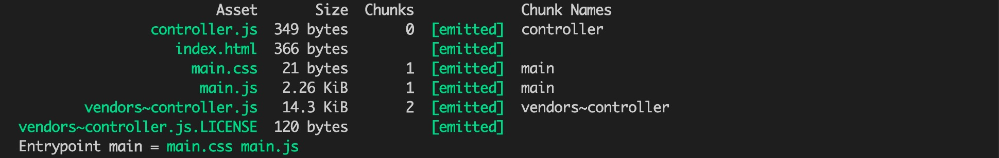 Asset Size Chunks Chunk Names
controller.js 349 bytes 0 [emitted] controller
index.html 366 bytes [emitted]
main.css 21 bytes 1 [emitted] main
main.js 2.26 KiB 1 [emitted] main
vendors~controller.js 14.3 KiB 2 [emitted] vendors~controller
vendors~controller.js.LICENSE 120 bytes [emitted]
Entrypoint main = main.css main.js